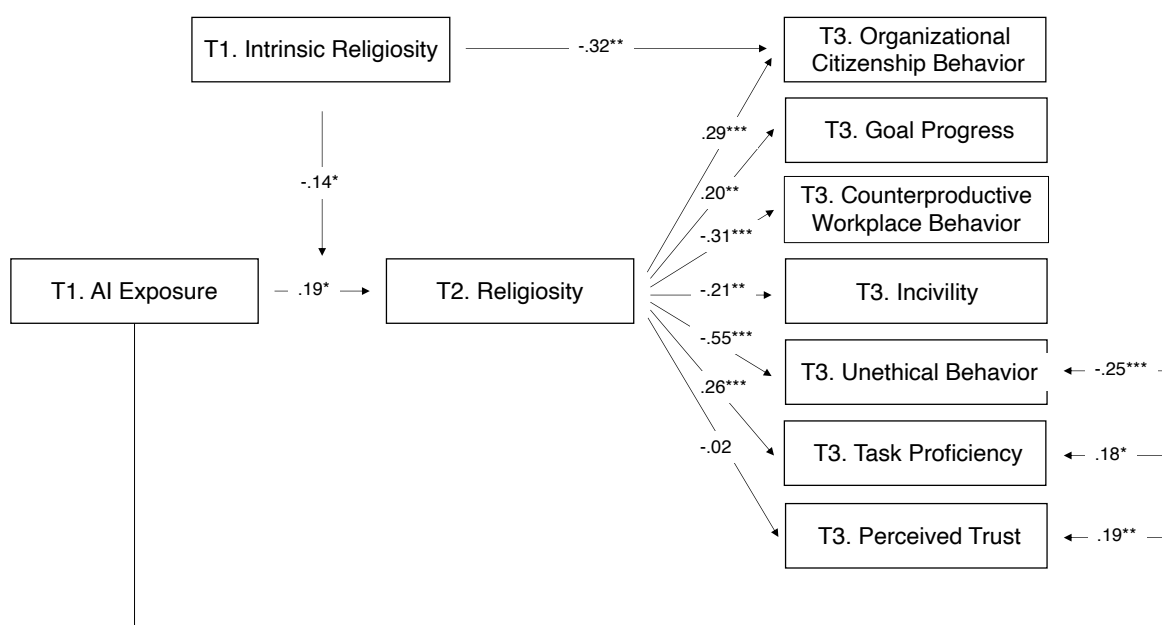 T1. Intrinsic Religiosity
-.32**
T3. Organizational
Citizenship Behavior
.29***
T3. Goal Progress
-.14*
.20**
T3. Counterproductive
Workplace Behavior
-.31***
T1. AI Exposure
.19*
T2. Religiosity
-.21**
T3. Incivility
-.55***
T3. Unethical Behavior
-.25***
.26***
T3. Task Proficiency
.18*
-.02
T3. Perceived Trust
.19**